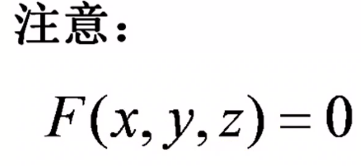 注意：
F(x, y, z) = 0